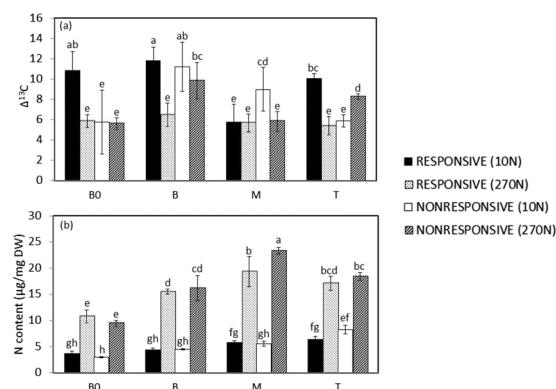 (a)
Δ¹³C
16
14
12
10
8
6
4
2
0
ab e e e
a e ab bc
e e cd e
bc e e d
B0 B M T
RESPONSIVE (10N)
RESPONSIVE (270N)
NONRESPONSIVE (10N)
NONRESPONSIVE (270N)
(b)
N content (µg/mg DW)
30
25
20
15
10
5
0
gh e h e
gh d gh cd
fg b gh a
fg bcd ef bc
B0 B M T